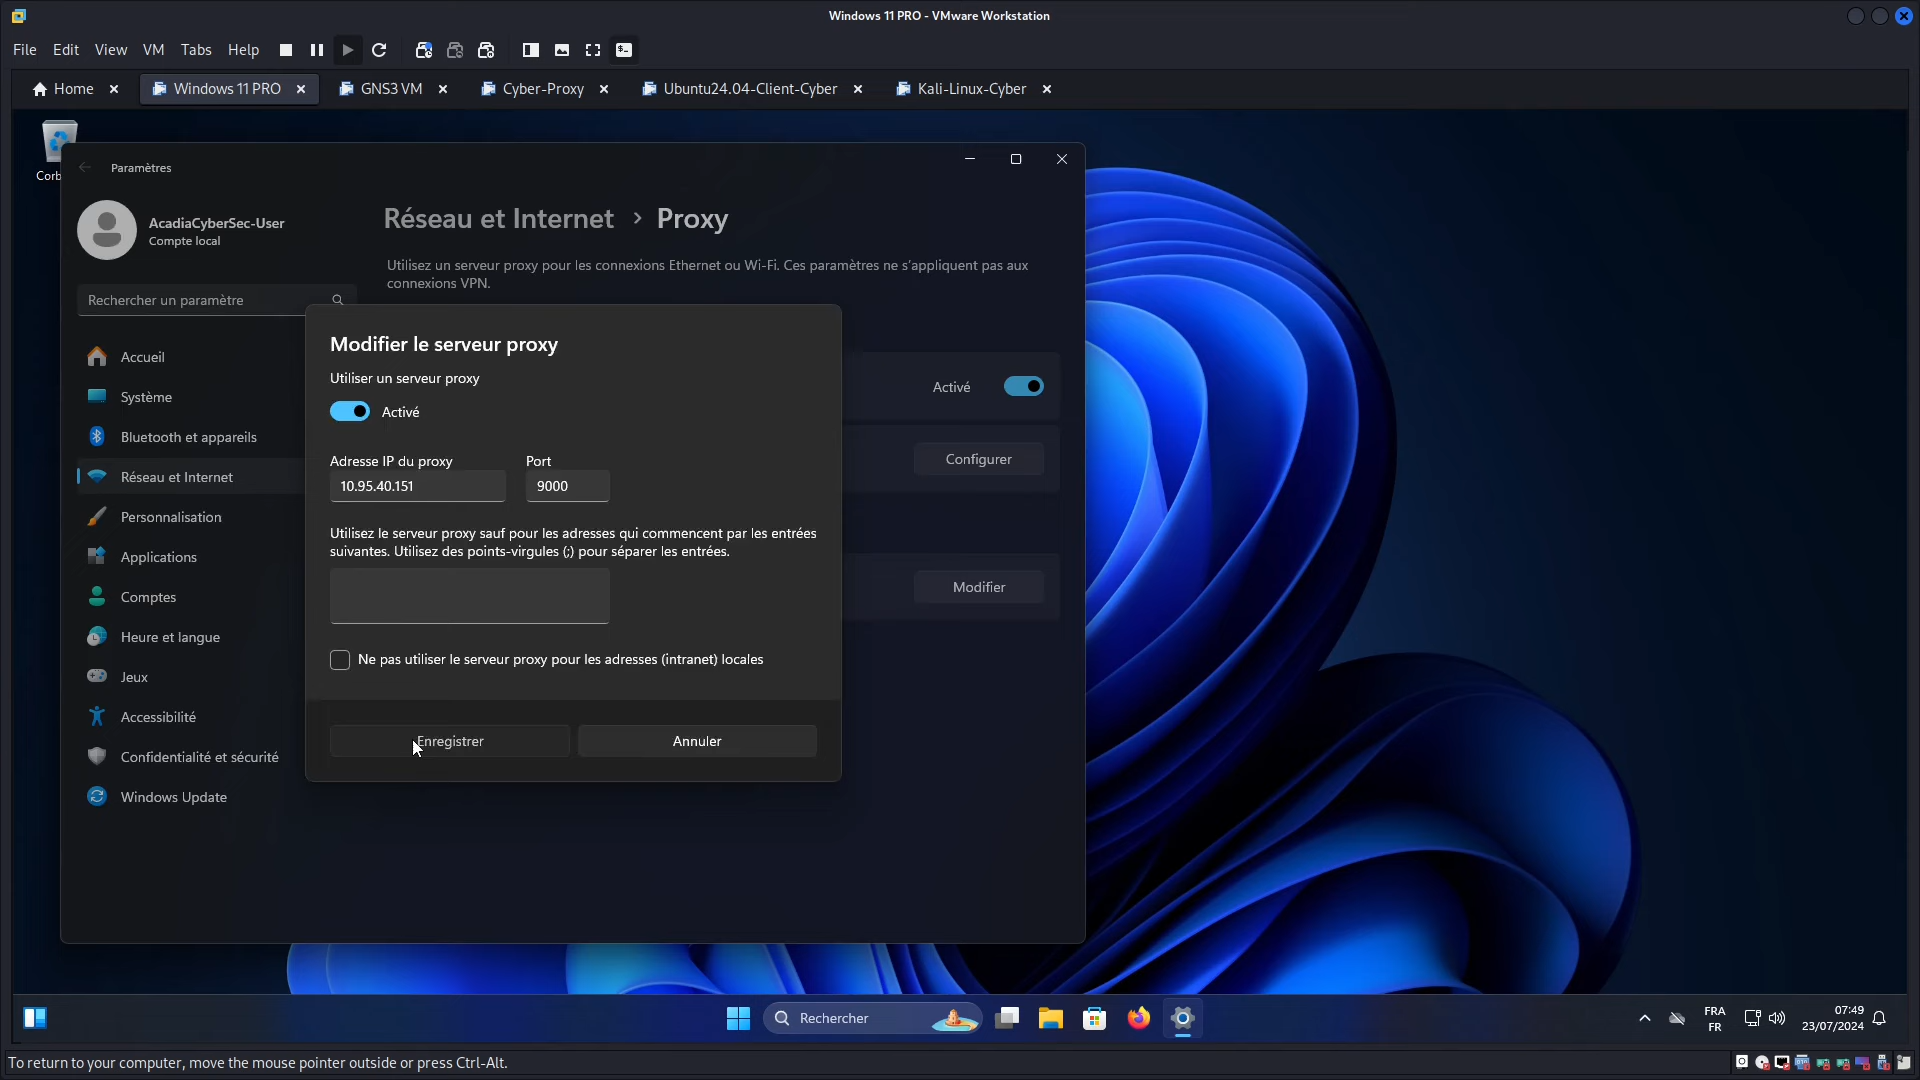 Windows 11 PRO - VMware Workstation
File Edit View VM Tabs Help
Home Windows 11 PRO GNS3 VM Cyber-Proxy Ubuntu24.04-Client-Cyber Kali-Linux-Cyber
Corb
Paramètres
AcadiaCyberSec-User
Compte local
Rechercher un paramètre
Accueil
Système
Bluetooth et appareils
Réseau et Internet
Personnalisation
Applications
Comptes
Heure et langue
Jeux
Accessibilité
Confidentialité et sécurité
Windows Update
Réseau et Internet › Proxy
Utilisez un serveur proxy pour les connexions Ethernet ou Wi-Fi. Ces paramètres ne s'appliquent pas aux
connexions VPN.
Activé
Configurer
Modifier
Modifier le serveur proxy
Utiliser un serveur proxy
Activé
Adresse IP du proxy Port
10.95.40.151 9000
Utilisez le serveur proxy sauf pour les adresses qui commencent par les entrées
suivantes. Utilisez des points-virgules (;) pour séparer les entrées.
Ne pas utiliser le serveur proxy pour les adresses (intranet) locales
Enregistrer Annuler
Rechercher
FRA
FR
07:49
23/07/2024
To return to your computer, move the mouse pointer outside or press Ctrl-Alt.